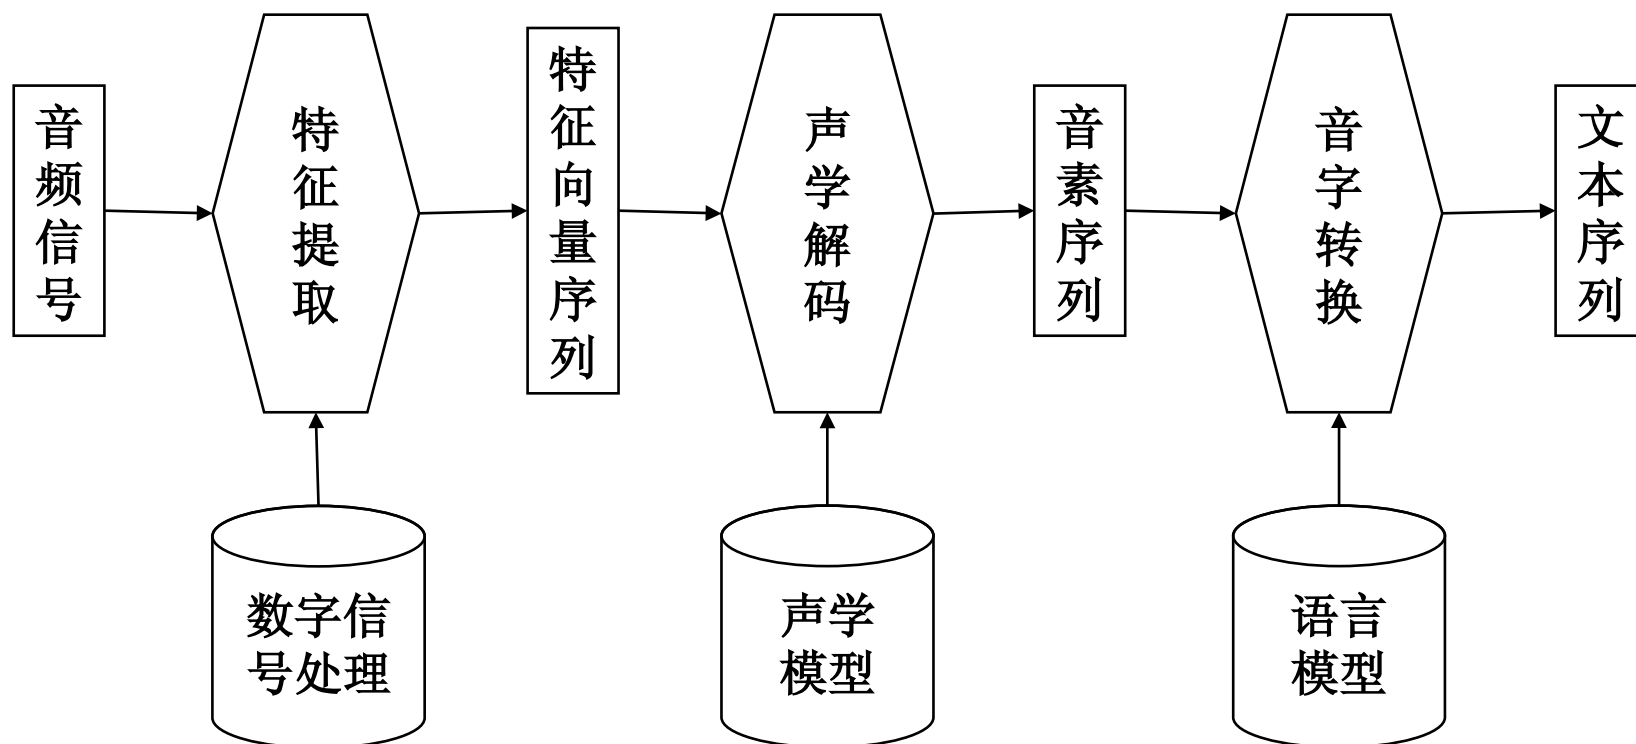 音频信号
特征提取
特征向量序列
声学解码
音素序列
音字转换
文本序列
数字信
号处理
声学
模型
语言
模型